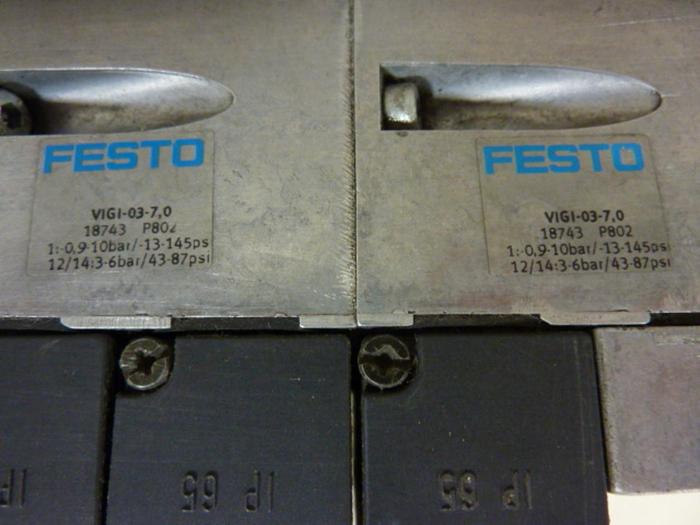 FESTO
VIGI-03-7,0
18743 P802
1:-0,9-10bar/-13-145ps
12/14:3-6bar/43-87psi
FESTO
VIGI-03-7,0
18743 P802
1:-0,9-10bar/-13-145psi
12/14:3-6bar/43-87psi
IP
IP 65
IP 65